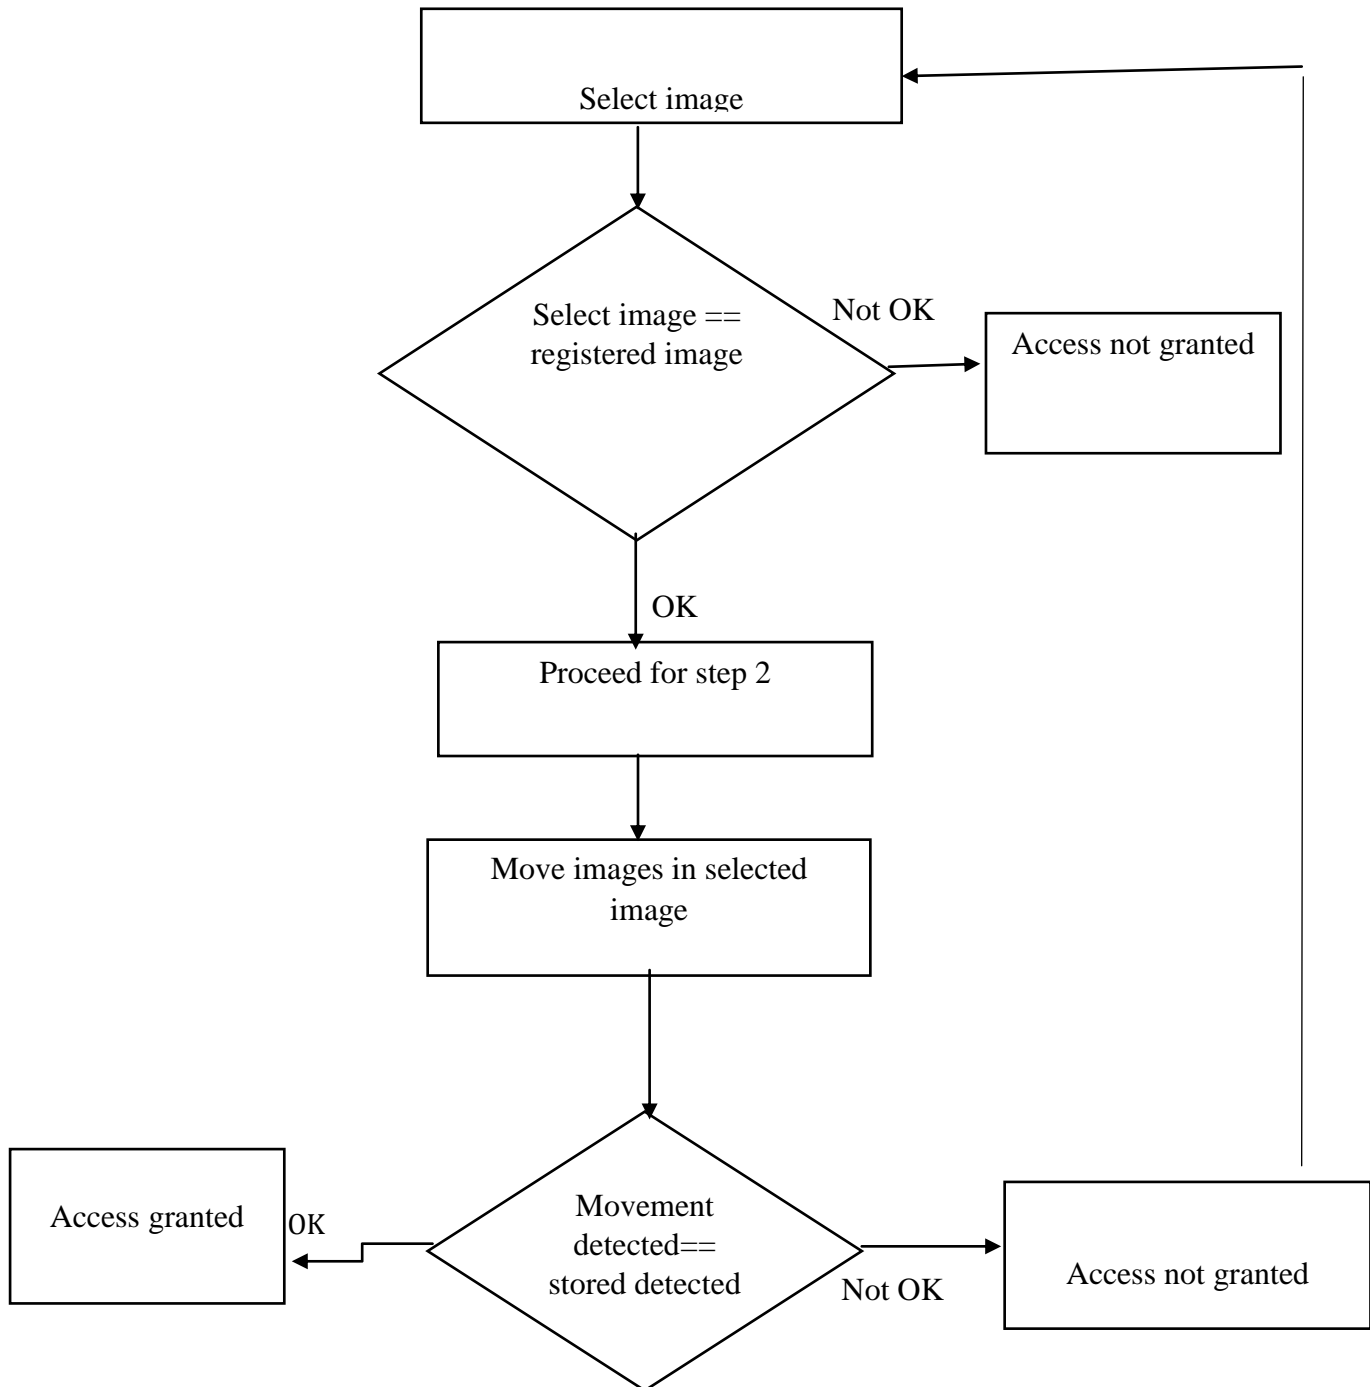 Select image
Select image ==
registered image
Not OK
Access not granted
OK
Proceed for step 2
Move images in selected
image
Access granted
OK
Movement
detected==
stored detected
Not OK
Access not granted